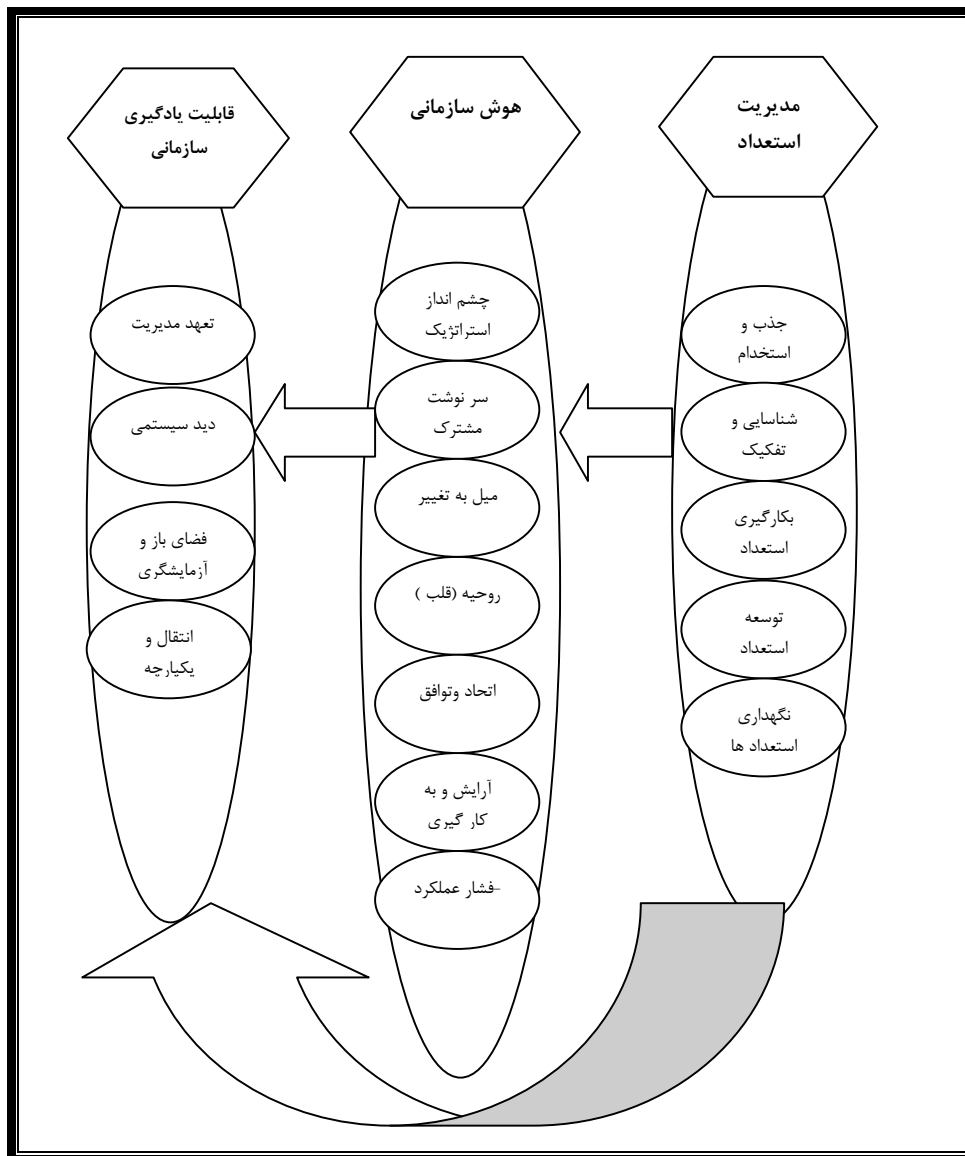 مدیریت
استعداد
جذب و
استخدام
شناسایی و
تفکیک
بکارگیری
استعداد
توسعه
استعداد
نگهداری
استعداد ها
هوش سازمانی
چشم انداز
استراتژیک
سر نوشت
مشترک
میل به تغییر
روحیه (قلب )
اتحاد وتوافق
آرایش و به
کار گیری
-فشار عملکرد
قابلیت یادگیری
سازمانی
تعهد مدیریت
دید سیستمی
فضای باز و
آزمایشگری
انتقال و
یکپارچه